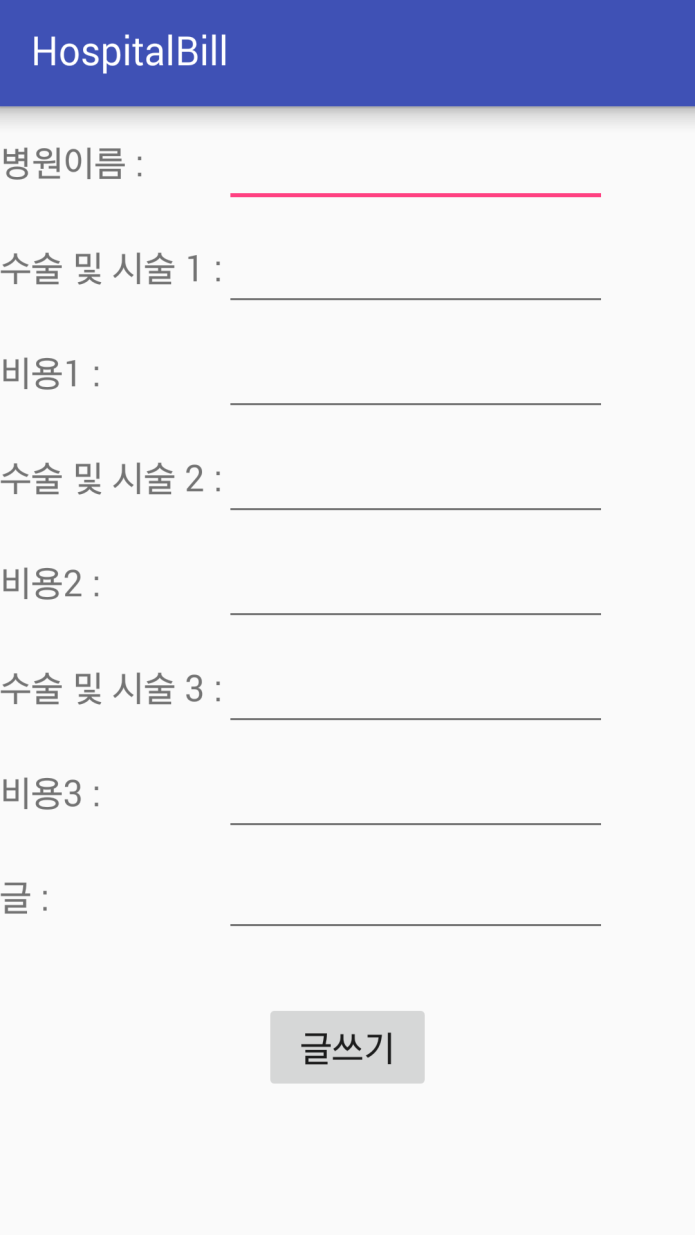 HospitalBill
병원이름 :
수술 및 시술 1 :
비용1 :
수술 및 시술 2 :
비용2 :
수술 및 시술 3 :
비용3 :
글 :
글쓰기